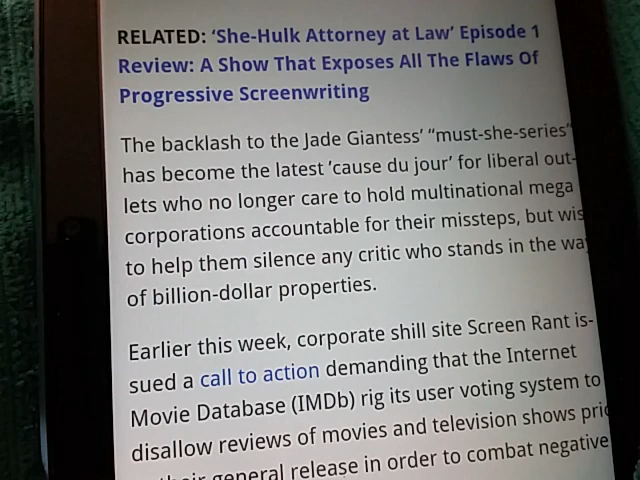 RELATED: ‘She-Hulk Attorney at Law’ Episode 1
Review: A Show That Exposes All The Flaws Of
Progressive Screenwriting
The backlash to the Jade Giantess’ “must-she-series”
has become the latest ’cause du jour’ for liberal out-
lets who no longer care to hold multinational mega
corporations accountable for their missteps, but wis
to help them silence any critic who stands in the way
of billion-dollar properties.
Earlier this week, corporate shill site Screen Rant is-
sued a call to action demanding that the Internet
Movie Database (IMDb) rig its user voting system to
disallow reviews of movies and television shows pri
their general release in order to combat negative